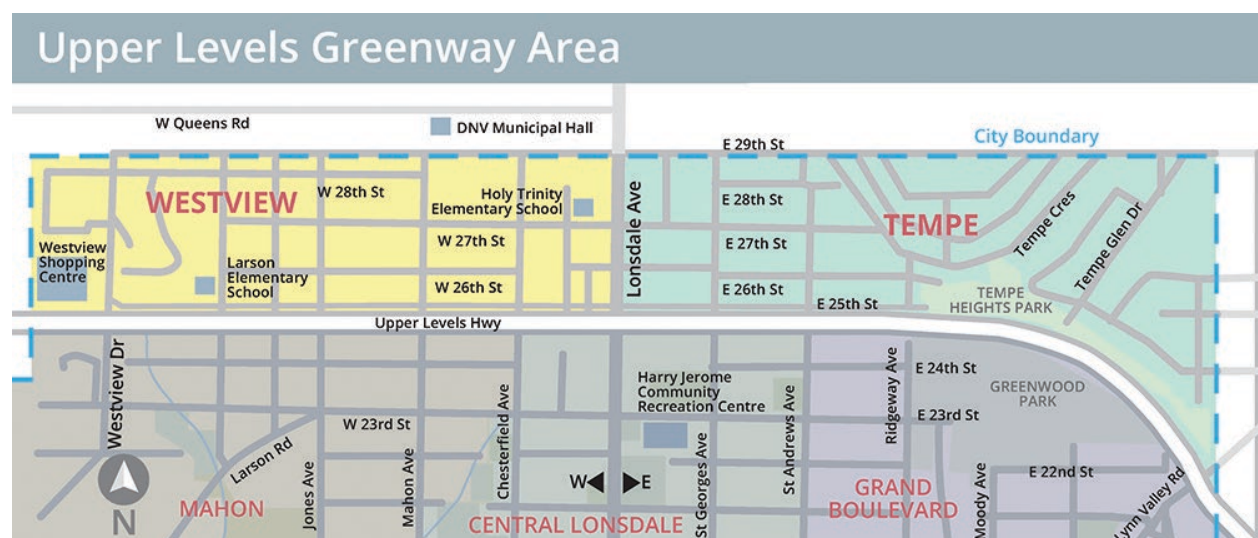 Upper Levels Greenway Area
W Queens Rd
DNV Municipal Hall
City Boundary
E 29th St
WESTVIEW
W 28th St
Holy Trinity
Elementary School
Lonsdale Ave
E 28th St
TEMPE
Tempe Cres
Tempe Glen Dr
Westview
Shopping
Centre
Larson
Elementary
School
W 27th St
E 27th St
W 26th St
E 26th St
E 25th St
TEMPE
HEIGHTS PARK
Upper Levels Hwy
Westview Dr
Harry Jerome
Community
Recreation Centre
Ridgeway Ave
E 24th St
GREENWOOD
PARK
W 23rd St
Chesterfield Ave
St Andrews Ave
E 23rd St
Larson Rd
Jones Ave
Mahon Ave
W
E
St Georges Ave
E 22nd St
Moody Ave
Lynn Valley Rd
N
MAHON
CENTRAL LONSDALE
GRAND
BOULEVARD